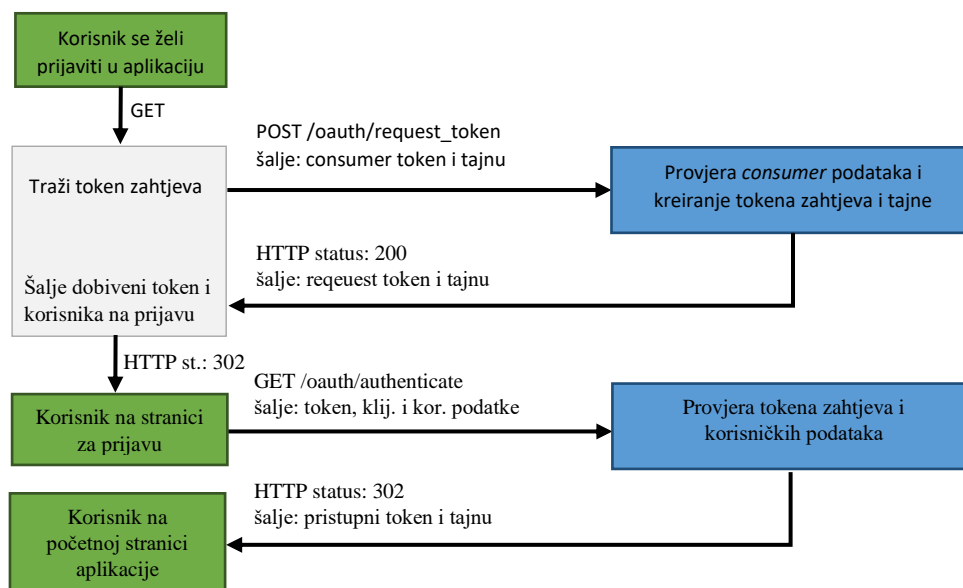 Korisnik se želi
prijaviti u aplikaciju
GET
POST /oauth/request_token
šalje: consumer token i tajnu
Traži token zahtjeva
Provjera consumer podataka i
kreiranje tokena zahtjeva i tajne
HTTP status: 200
šalje: reqeuest token i tajnu
Šalje dobiveni token i
korisnika na prijavu
HTTP st.: 302
GET /oauth/authenticate
šalje: token, klij. i kor. podatke
Korisnik na stranici
za prijavu
Provjera tokena zahtjeva i
korisničkih podataka
HTTP status: 302
šalje: pristupni token i tajnu
Korisnik na
početnoj stranici
aplikacije